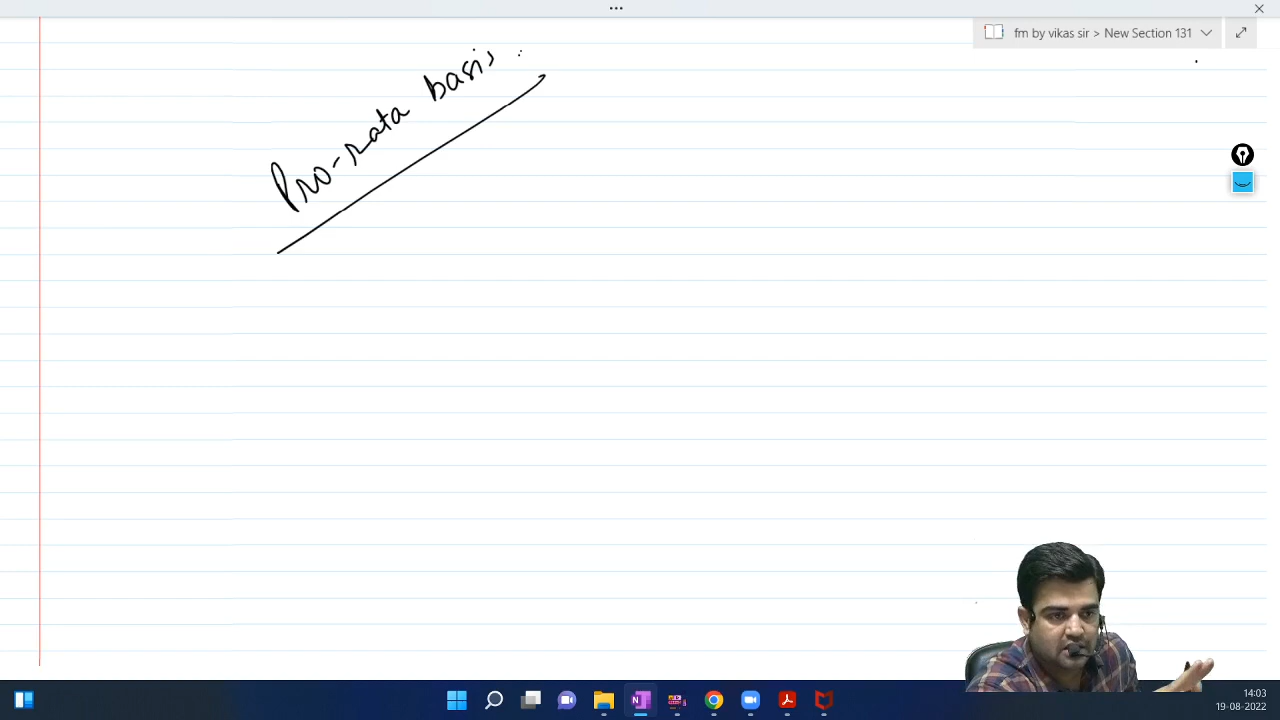 fm by vikas sir > New Section 131
Pro-rata basis
14:03
19-08-2022